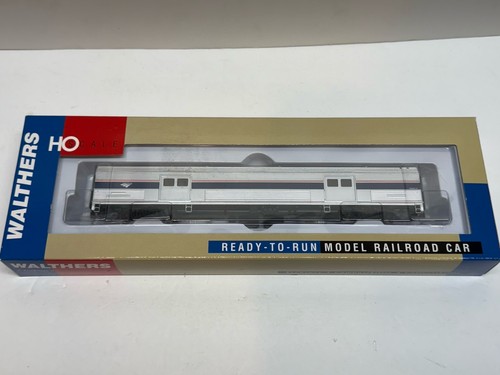 WALTHERS
HO
READY-TO-RUN MODEL RAILROAD CAR
WALTHERS